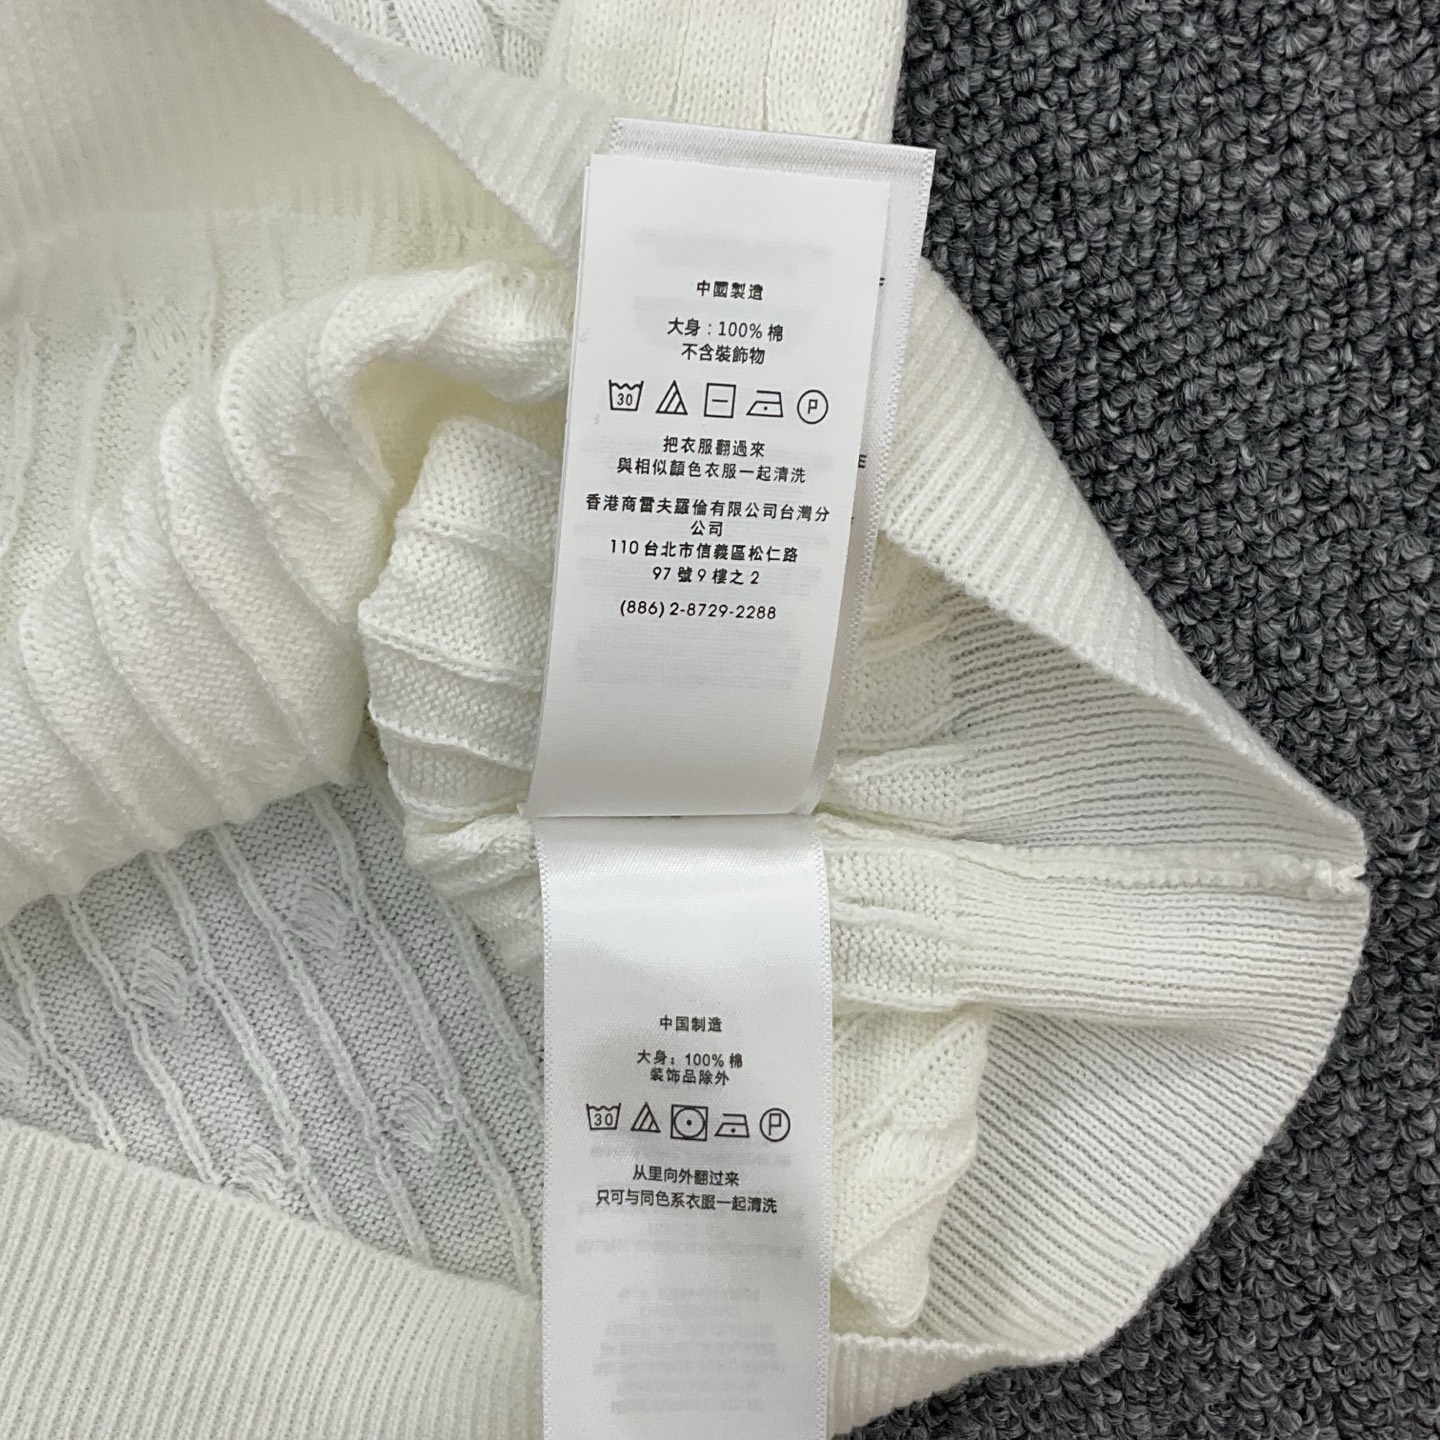 中國製造
大身：100% 棉
不含裝飾物
30 P
把衣服翻過來
與相似顏色衣服一起清洗
香港商雷夫羅倫有限公司台灣分
公司
110 台北市信義區松仁路
97 號 9 樓之 2
(886) 2-8729-2288
E
中国制造
大身：100% 棉
装饰品除外
30 P
从里向外翻过来
只可与同色系衣服一起清洗